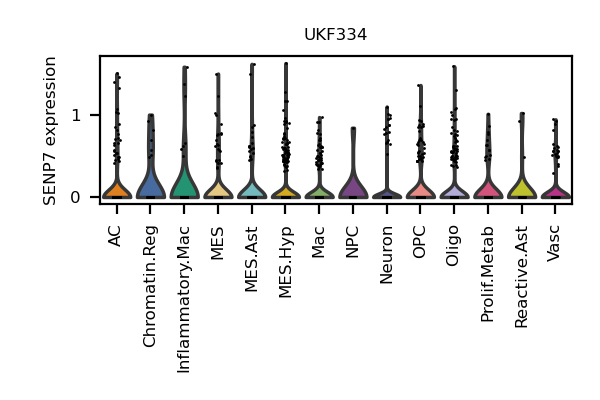 UKF334
SENP7 expression
1
0
AC
Chromatin.Reg
Inflammatory.Mac
MES
MES.Ast
MES.Hyp
Mac
NPC
Neuron
OPC
Oligo
Prolif.Metab
Reactive.Ast
Vasc